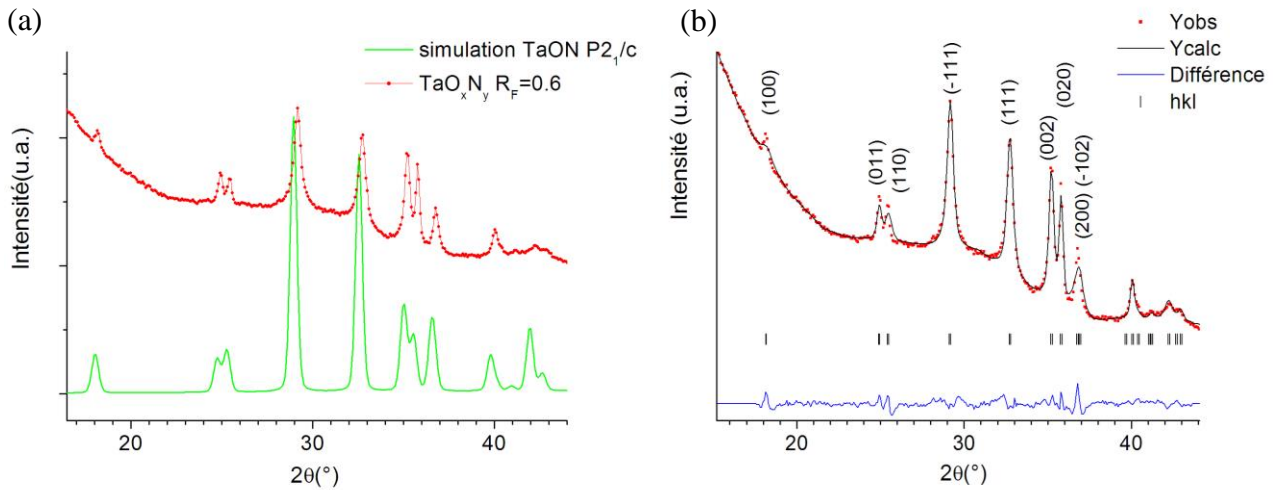 (a)
simulation TaON P2₁/c
TaOₓNᵧ R_F=0.6
Intensité(u.a.)
20
30
40
2θ(°)
(b)
Yobs
Ycalc
Différence
hkl
(100)
(011)
(110)
(-111)
(111)
(002)
(020)
(200) (-102)
Intensité (u.a.)
20
30
40
2θ(°)